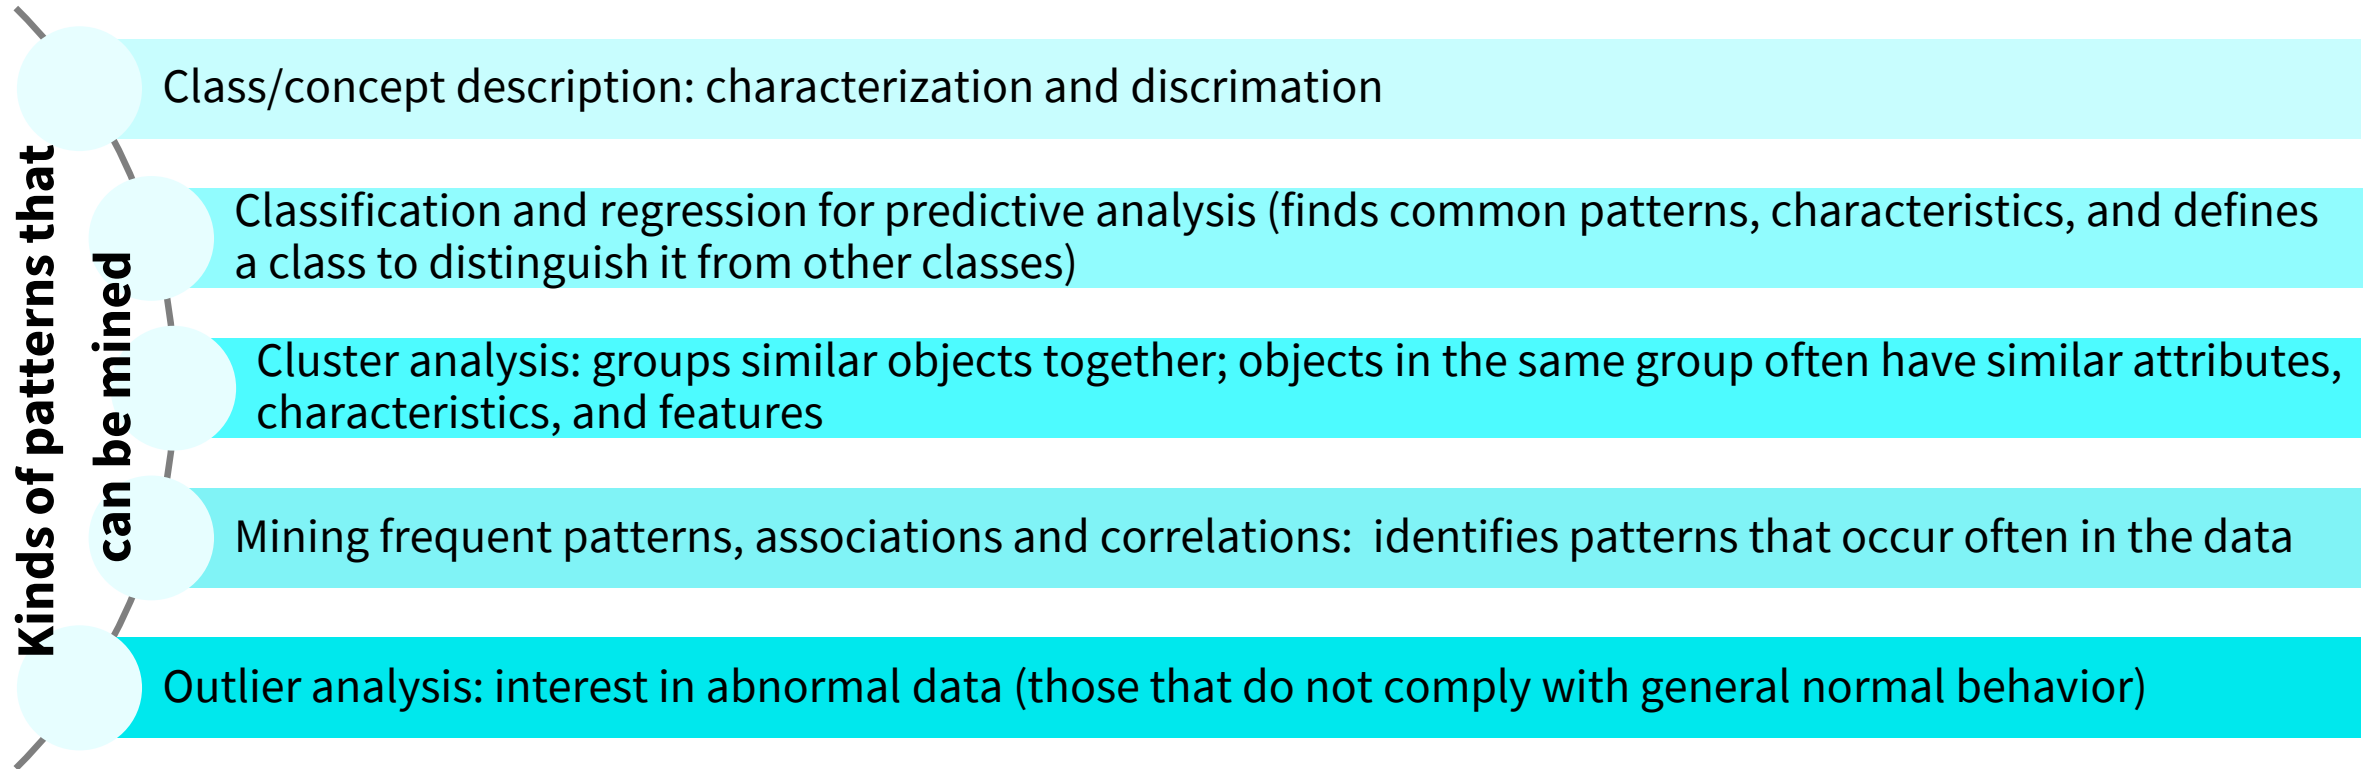 Kinds of patterns that
can be mined
Class/concept description: characterization and discrimation
Classification and regression for predictive analysis (finds common patterns, characteristics, and defines
a class to distinguish it from other classes)
Cluster analysis: groups similar objects together; objects in the same group often have similar attributes,
characteristics, and features
Mining frequent patterns, associations and correlations:  identifies patterns that occur often in the data
Outlier analysis: interest in abnormal data (those that do not comply with general normal behavior)